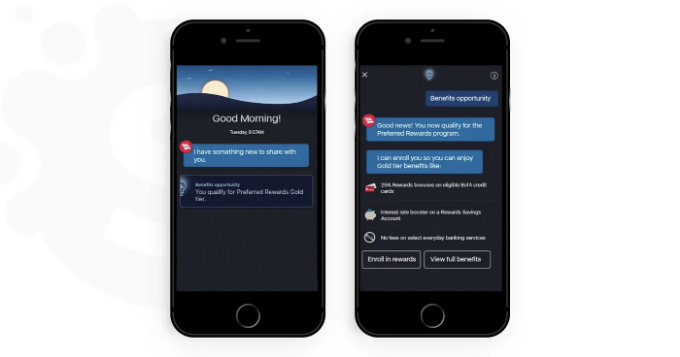 Good Morning!
Tuesday, 9:37AM
I have something new to share with
you.
Benefits opportunity
You qualify for Preferred Rewards Gold
tier.
Benefits opportunity
Good news! You now qualify for the
Preferred Rewards program.
I can enroll you so you can enjoy
Gold tier benefits like:
25% Rewards bonuses on eligible BofA credit
cards
Interest rate booster on a Rewards Savings
Account
No fees on select everyday banking services
Enroll in rewards
View full benefits